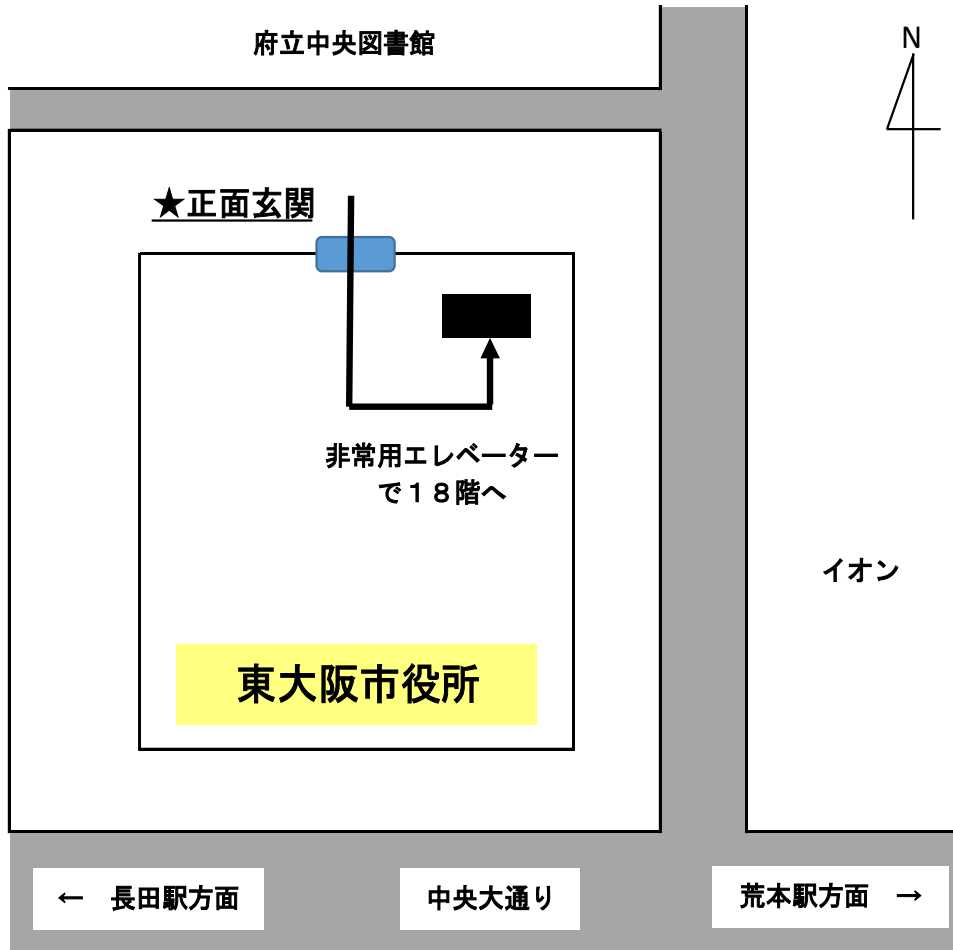 府立中央図書館
N
★正面玄関
非常用エレベーター
で１８階へ
イオン
東大阪市役所
← 長田駅方面
中央大通り
荒本駅方面 →